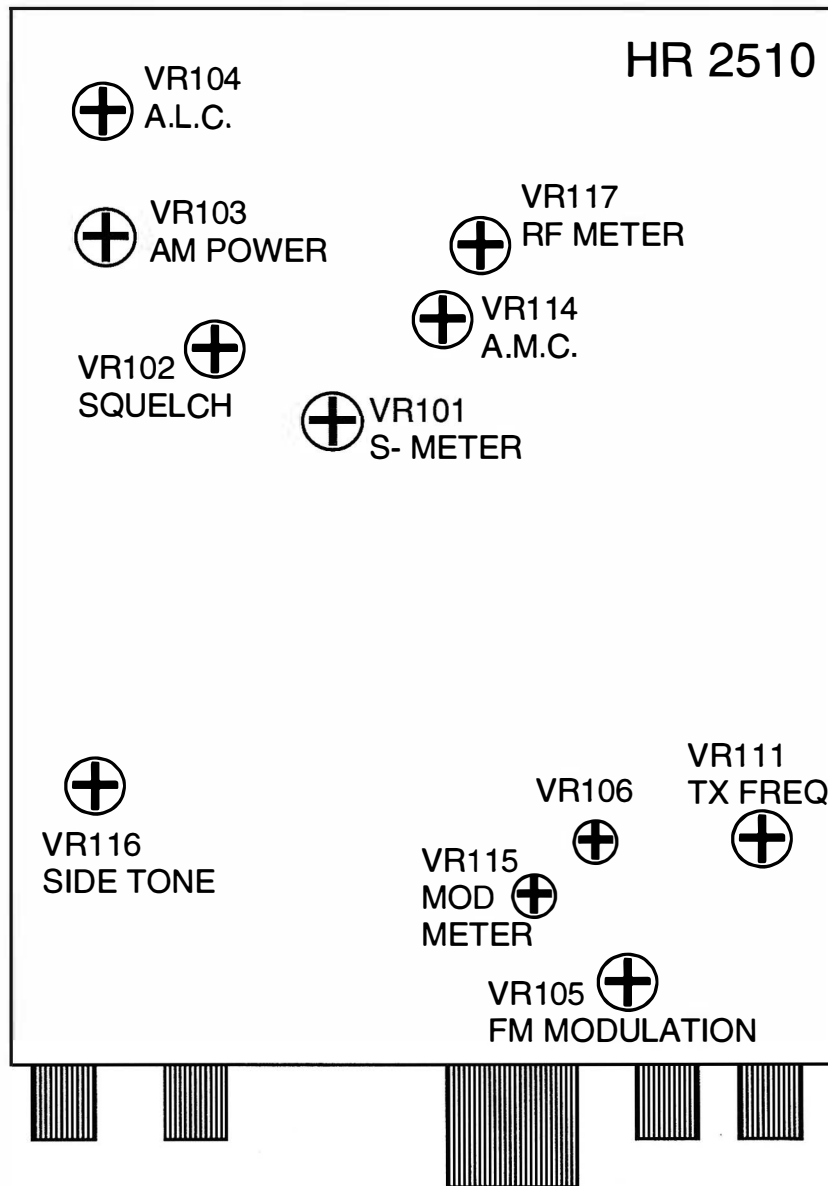 HR 2510
VR104
A.L.C.
VR103
AM POWER
VR117
RF METER
VR114
A.M.C.
VR102
SQUELCH
VR101
S- METER
VR111
TX FREQ
VR106
VR116
SIDE TONE
VR115
MOD
METER
VR105
FM MODULATION